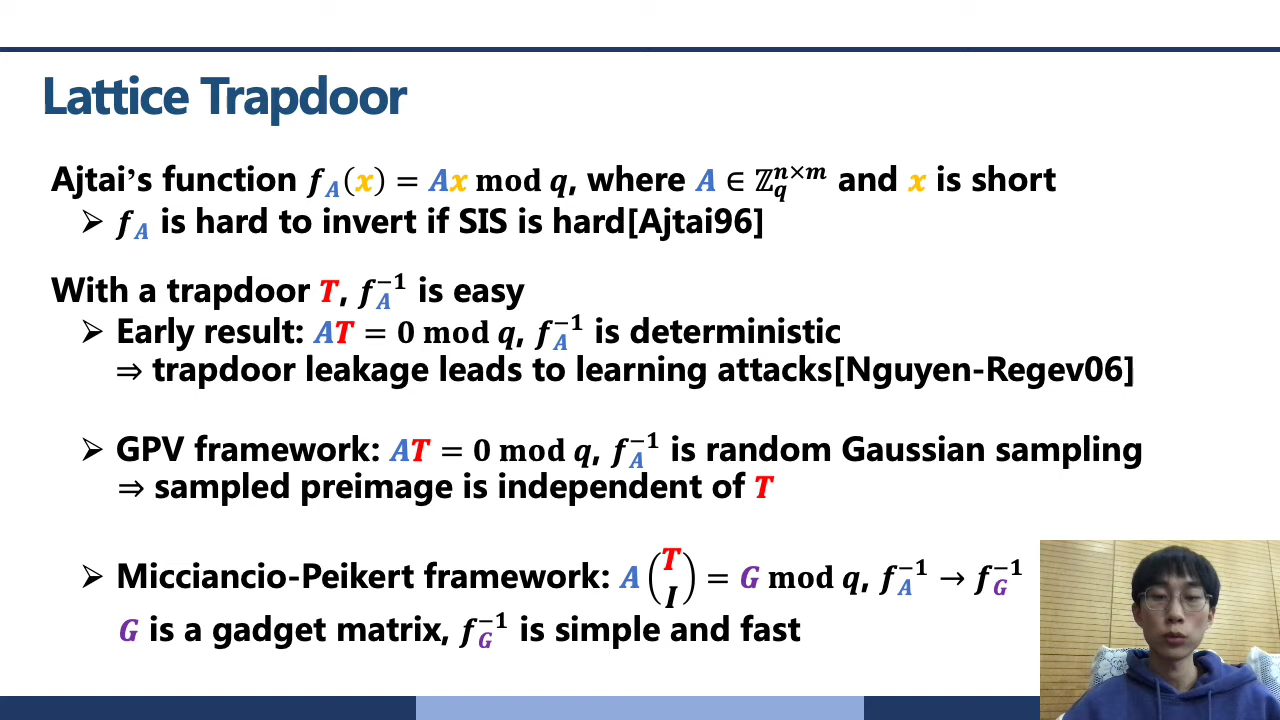 Lattice Trapdoor
Ajtai's function f_A(x) = Ax mod q, where A ∈ ℤ_q^{n×m} and x is short
➢ f_A is hard to invert if SIS is hard[Ajtai96]
With a trapdoor T, f_A^{−1} is easy
➢ Early result: AT = 0 mod q, f_A^{−1} is deterministic
⇒ trapdoor leakage leads to learning attacks[Nguyen-Regev06]
➢ GPV framework: AT = 0 mod q, f_A^{−1} is random Gaussian sampling
⇒ sampled preimage is independent of T
➢ Micciancio-Peikert framework: A(T I) = G mod q, f_A^{−1} → f_G^{−1}
G is a gadget matrix, f_G^{−1} is simple and fast